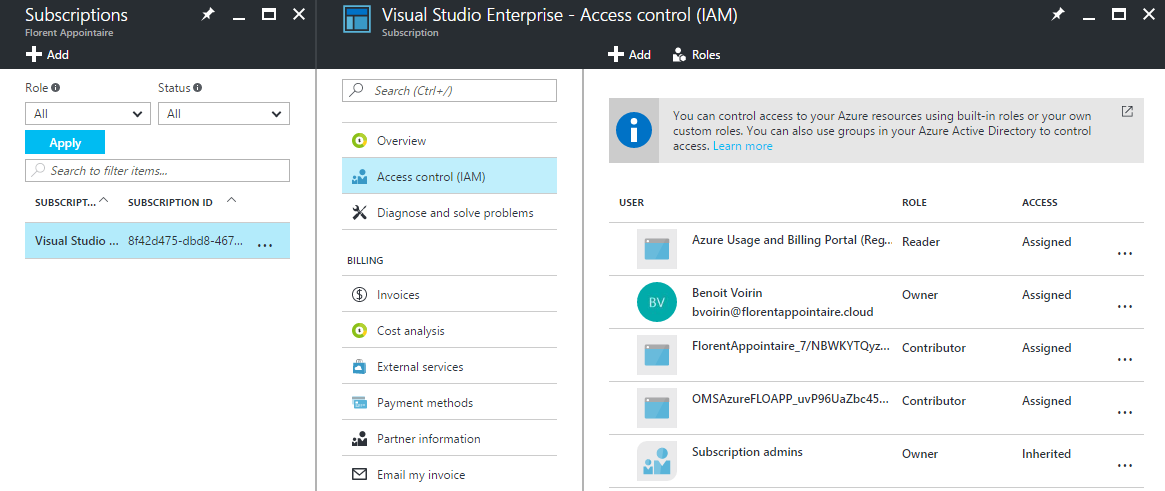 Subscriptions
Florent Appointaire
Add
Role
Status
All
All
Apply
Search to filter items...
SUBSCRIPT...
SUBSCRIPTION ID
Visual Studio ...
8f42d475-dbd8-467...
...
Visual Studio Enterprise - Access control (IAM)
Subscription
Search (Ctrl+/)
Overview
Access control (IAM)
Diagnose and solve problems
BILLING
Invoices
Cost analysis
External services
Payment methods
Partner information
Email my invoice
Add
Roles
You can control access to your Azure resources using built-in roles or your own
custom roles. You can also use groups in your Azure Active Directory to control
access. Learn more
USER
ROLE
ACCESS
Azure Usage and Billing Portal (Reg...
Reader
Assigned
...
BV
Benoit Voirin
bvoirin@florentappointaire.cloud
Owner
Assigned
...
FlorentAppointaire_7/NBWKYTQyz...
Contributor
Assigned
...
OMSAzureFLOAPP_uvP96UaZbc45...
Contributor
Assigned
...
Subscription admins
Owner
Inherited
...